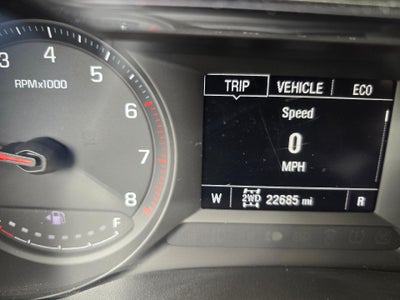 3 4 5 6 7 8
RPMx1000
F
TRIP VEHICLE ECO
Speed
0
MPH
W 2WD 22685 mi R